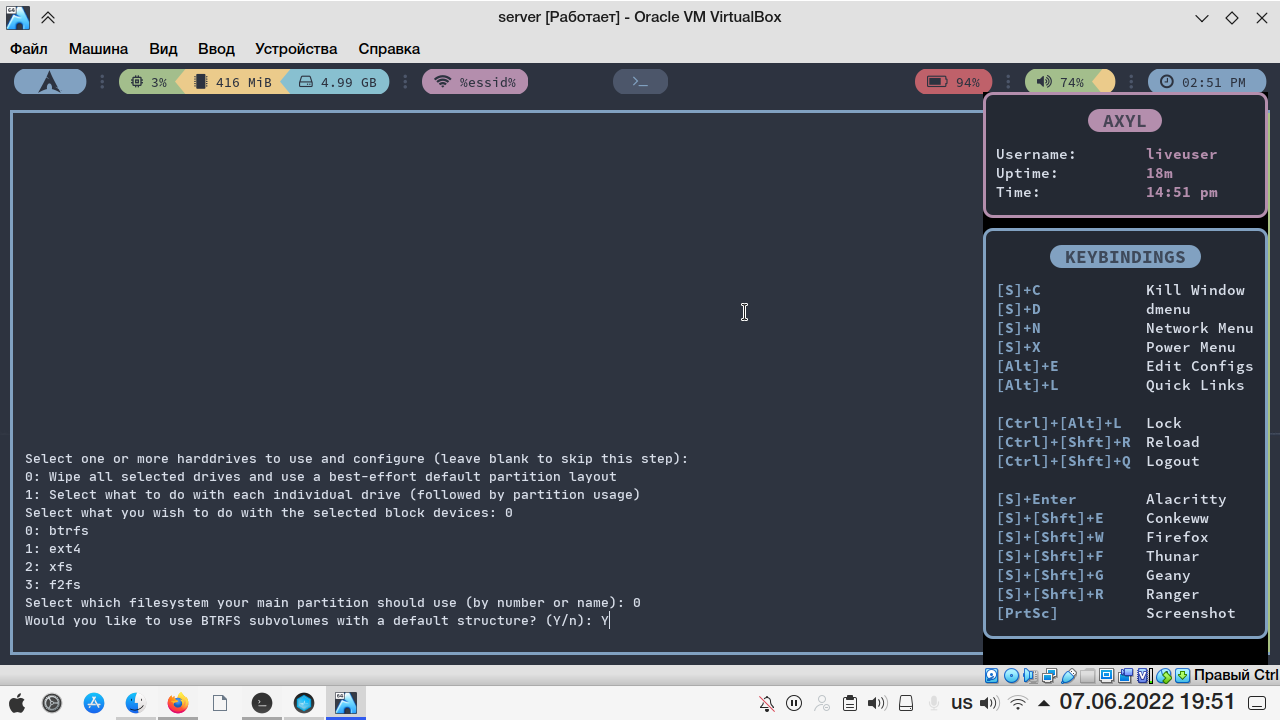 server [Работает] - Oracle VM VirtualBox
Файл Машина Вид Ввод Устройства Справка
3% 416 MiB 4.99 GB %essid% >_ 94% 74% 02:51 PM
AXYL
Username: liveuser
Uptime: 18m
Time: 14:51 pm
KEYBINDINGS
[S]+C Kill Window
[S]+D dmenu
[S]+N Network Menu
[S]+X Power Menu
[Alt]+E Edit Configs
[Alt]+L Quick Links
[Ctrl]+[Alt]+L Lock
[Ctrl]+[Shft]+R Reload
[Ctrl]+[Shft]+Q Logout
[S]+Enter Alacritty
[S]+[Shft]+E Conkeww
[S]+[Shft]+W Firefox
[S]+[Shft]+F Thunar
[S]+[Shft]+G Geany
[S]+[Shft]+R Ranger
[PrtSc] Screenshot
Select one or more harddrives to use and configure (leave blank to skip this step):
0: Wipe all selected drives and use a best-effort default partition layout
1: Select what to do with each individual drive (followed by partition usage)
Select what you wish to do with the selected block devices: 0
0: btrfs
1: ext4
2: xfs
3: f2fs
Select which filesystem your main partition should use (by number or name): 0
Would you like to use BTRFS subvolumes with a default structure? (Y/n): Y
Правый Ctrl
us 07.06.2022 19:51